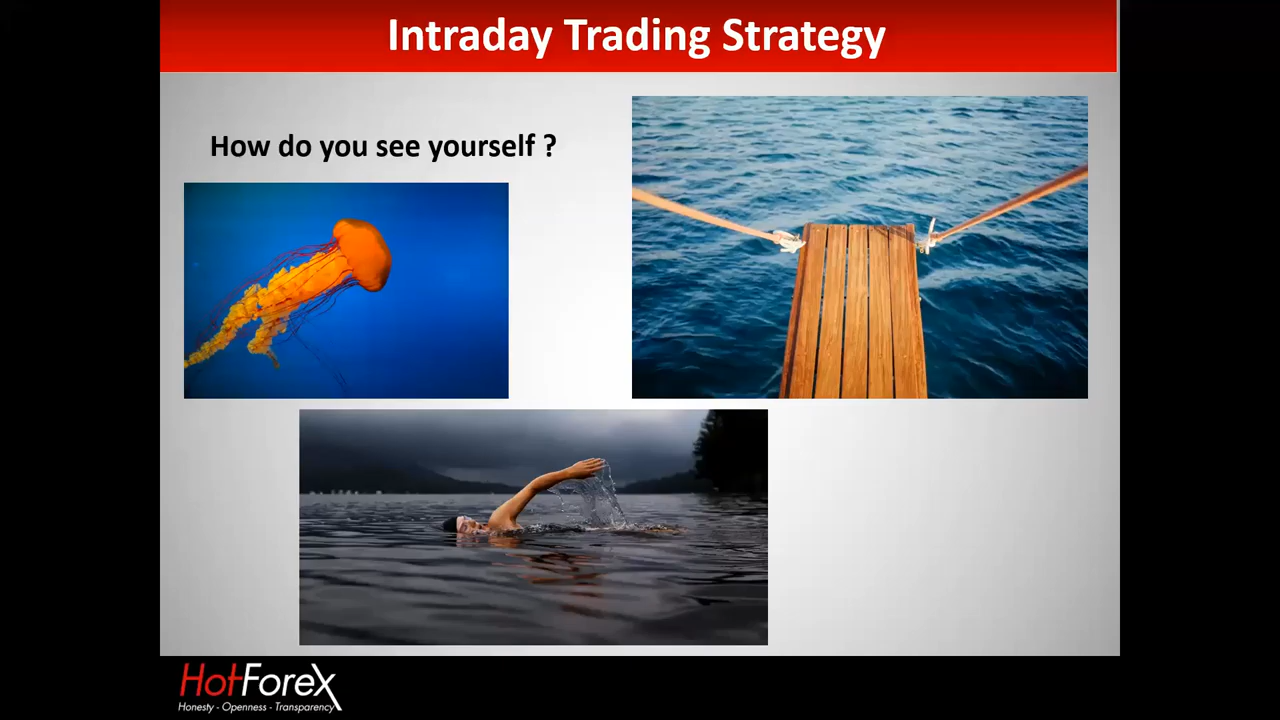 Intraday Trading Strategy
How do you see yourself ?
HotForex
Honesty - Openness - Transparency